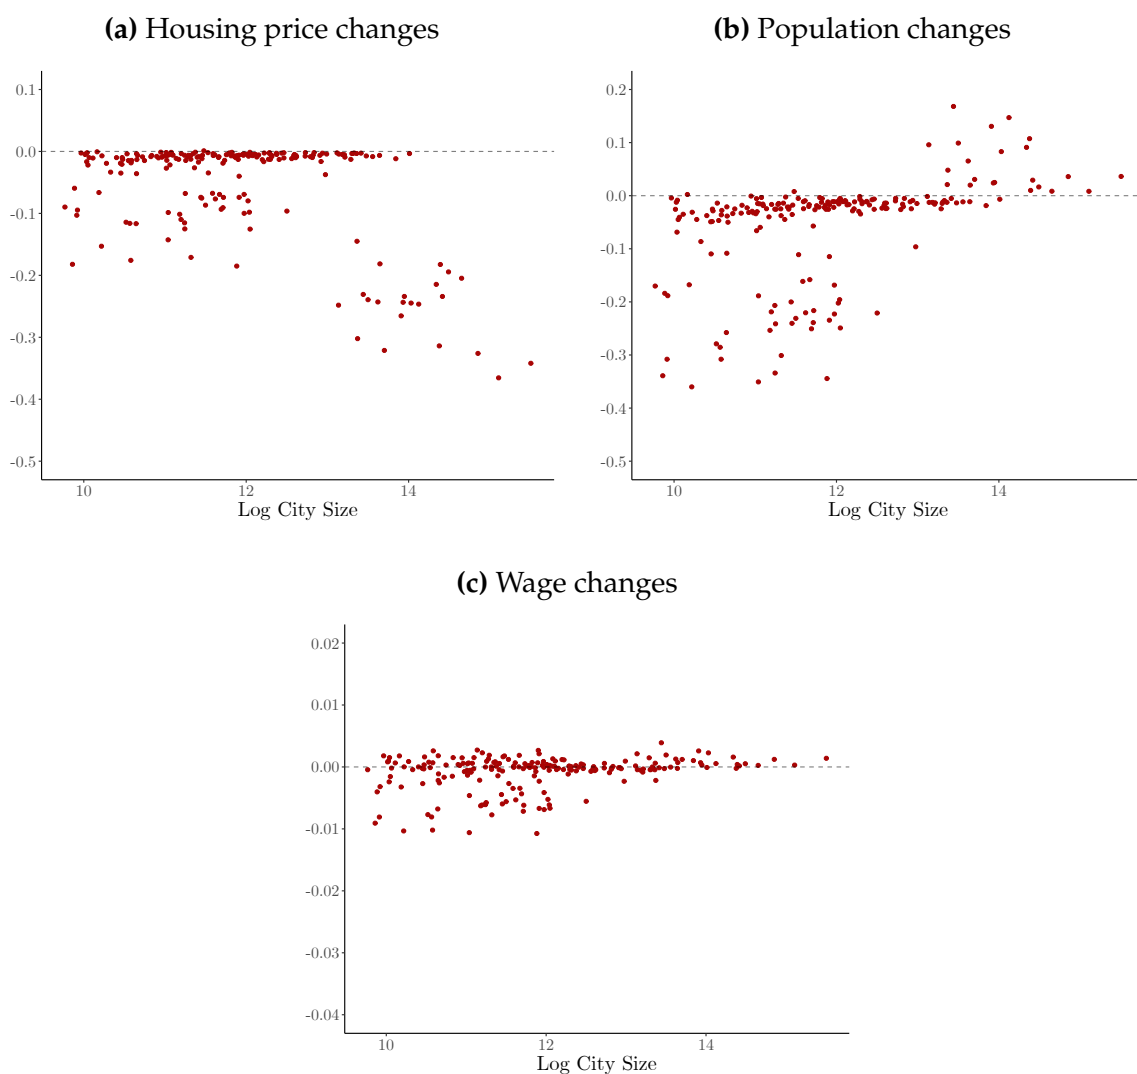 (a) Housing price changes
0.1
0.0
-0.1
-0.2
-0.3
-0.4
-0.5
10 12 14
Log City Size
(b) Population changes
0.2
0.1
0.0
-0.1
-0.2
-0.3
-0.4
-0.5
10 12 14
Log City Size
(c) Wage changes
0.02
0.01
0.00
-0.01
-0.02
-0.03
-0.04
10 12 14
Log City Size